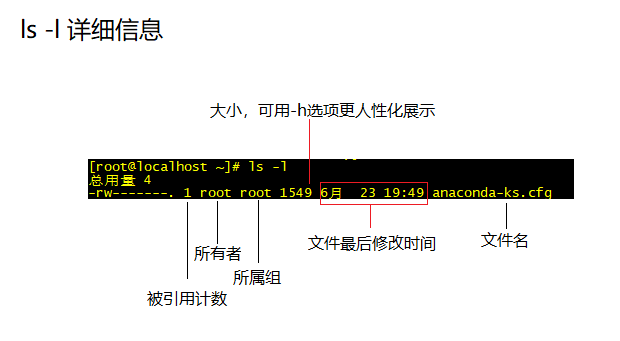 ls -l 详细信息
大小，可用-h选项更人性化展示
[root@localhost ~]# ls -l
总用量 4
-rw-------. 1 root root 1549 6月  23 19:49 anaconda-ks.cfg
所有者
文件最后修改时间
文件名
所属组
被引用计数